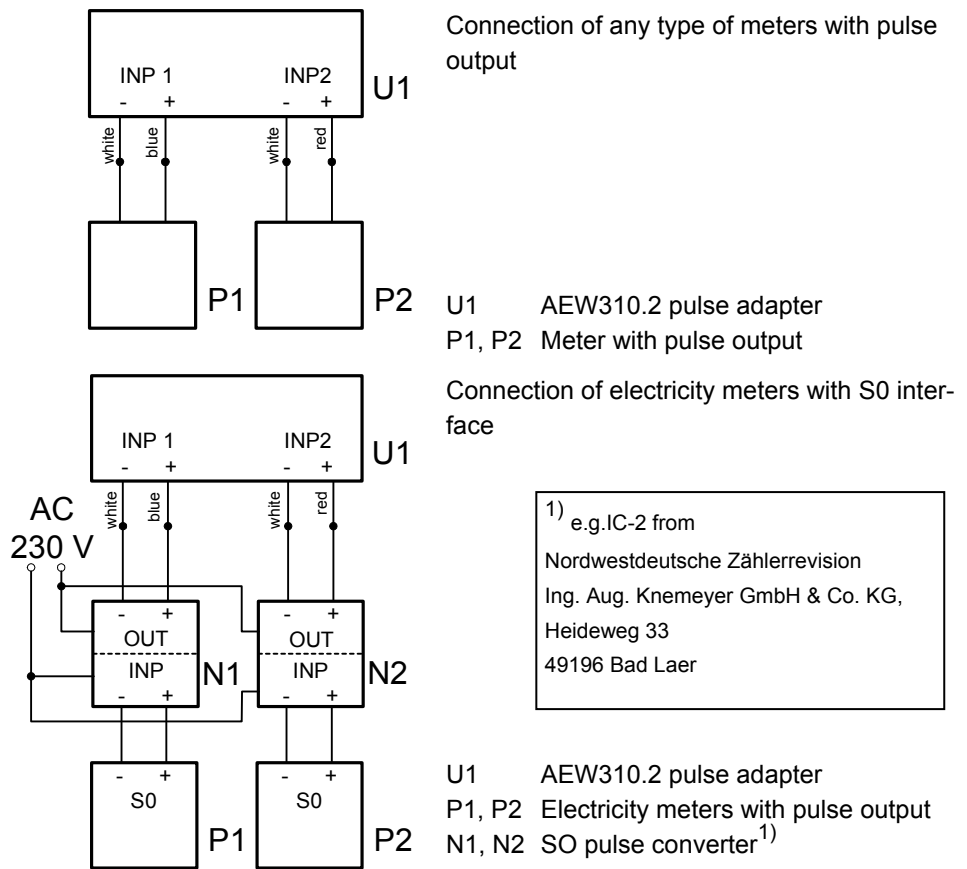 Connection of any type of meters with pulse
output
INP 1
INP2
U1
- +
- +
white
blue
white
red
P1
P2
U1 AEW310.2 pulse adapter
P1, P2 Meter with pulse output
Connection of electricity meters with S0 inter-
face
INP 1
INP2
U1
- +
- +
white
blue
white
red
AC
230 V
- +
- +
OUT
OUT
INP
INP
N1
N2
- +
- +
1) e.g.IC-2 from
Nordwestdeutsche Zählerrevision
Ing. Aug. Knemeyer GmbH & Co. KG,
Heideweg 33
49196 Bad Laer
- +
- +
S0
S0
P1
P2
U1 AEW310.2 pulse adapter
P1, P2 Electricity meters with pulse output
N1, N2 SO pulse converter1)